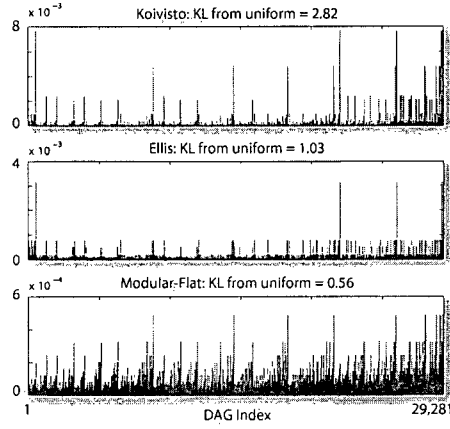 x 10⁻³ Koivisto: KL from uniform = 2.82
8
0
x 10⁻³ Ellis: KL from uniform = 1.03
4
0
x 10⁻⁴ Modular-Flat: KL from uniform = 0.56
6
0
1 DAG Index 29,281